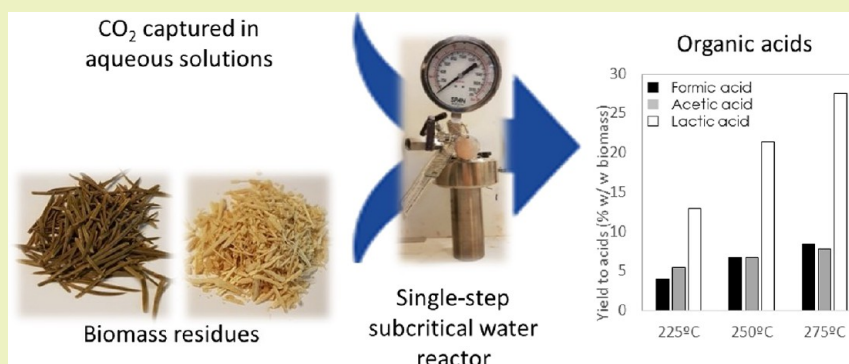 CO₂ captured in
aqueous solutions
Biomass residues
Single-step
subcritical water
reactor
Organic acids
Yield to acids (% w/ w biomass)
30
25
20
15
10
5
0
Formic acid
Acetic acid
Lactic acid
225ºC
250ºC
275ºC